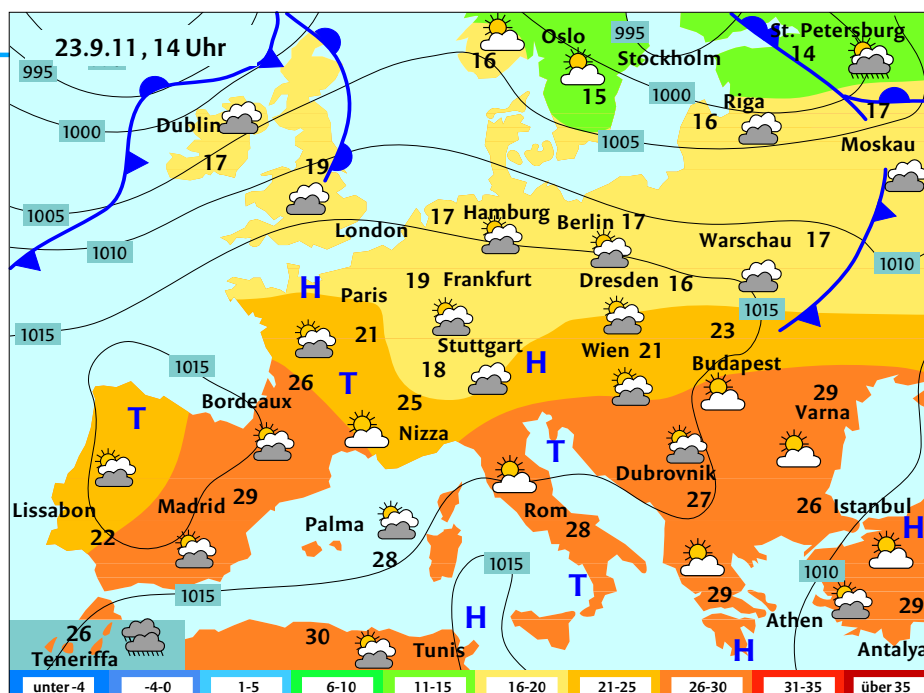 23.9.11, 14 Uhr
995
1000
1005
1010
1015
995
1000
1005
Oslo
16
Stockholm
15
St. Petersburg
14
Riga
16
17
Moskau
Dublin
17
19
London
17
Hamburg
Berlin 17
Warschau 17
1010
H
Paris
21
19 Frankfurt
Dresden 16
1015
23
Stuttgart
18
H
Wien 21
Budapest
1015
T
Bordeaux
26
T
25
Nizza
T
29
Varna
Lissabon
22
Madrid 29
Palma
28
Rom
28
Dubrovnik
27
26
Istanbul
H
1015
1015
T
H
1010
29
Athen
29
H
Antalya
26
Teneriffa
30
Tunis
unter -4
-4-0
1-5
6-10
11-15
16-20
21-25
26-30
31-35
über 35